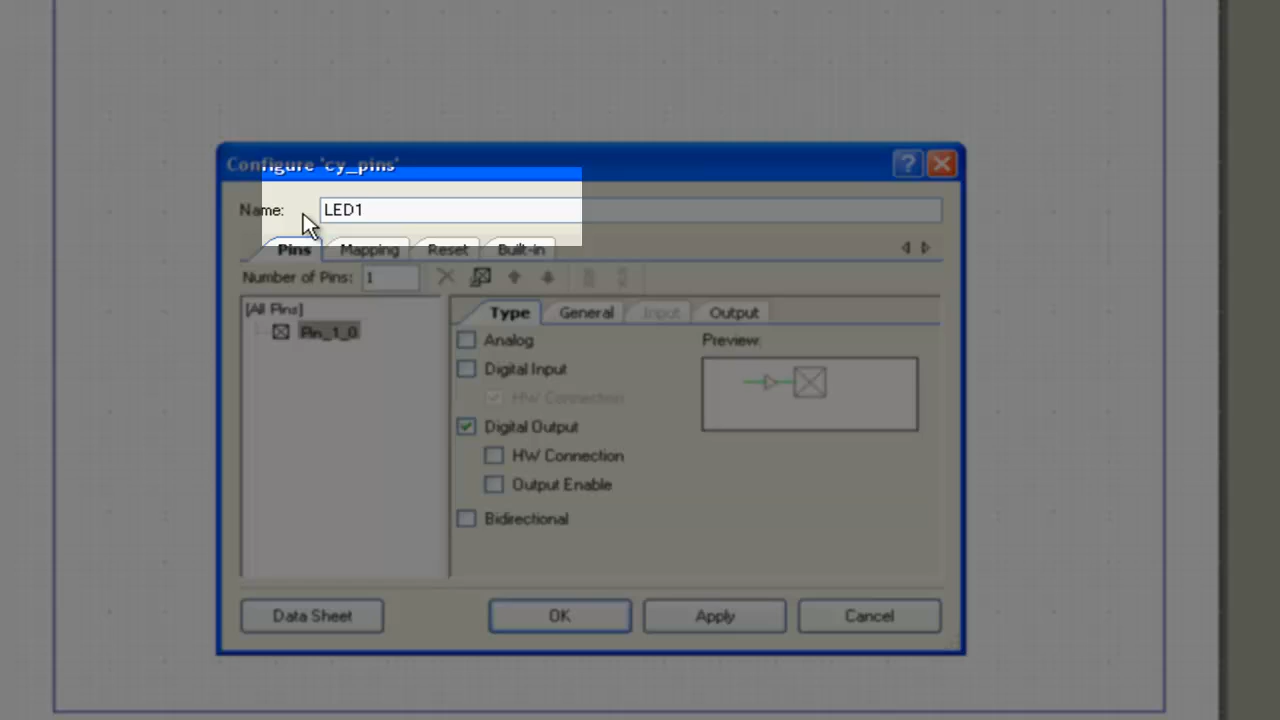 Configure 'cy_pins'
Name: LED1
Pins Mapping Reset Built-in
Number of Pins: 1
[All Pins]
Pin_1_0
Type General Input Output
Analog
Preview:
Digital Input
HW Connection
Digital Output
HW Connection
Output Enable
Bidirectional
Data Sheet OK Apply Cancel